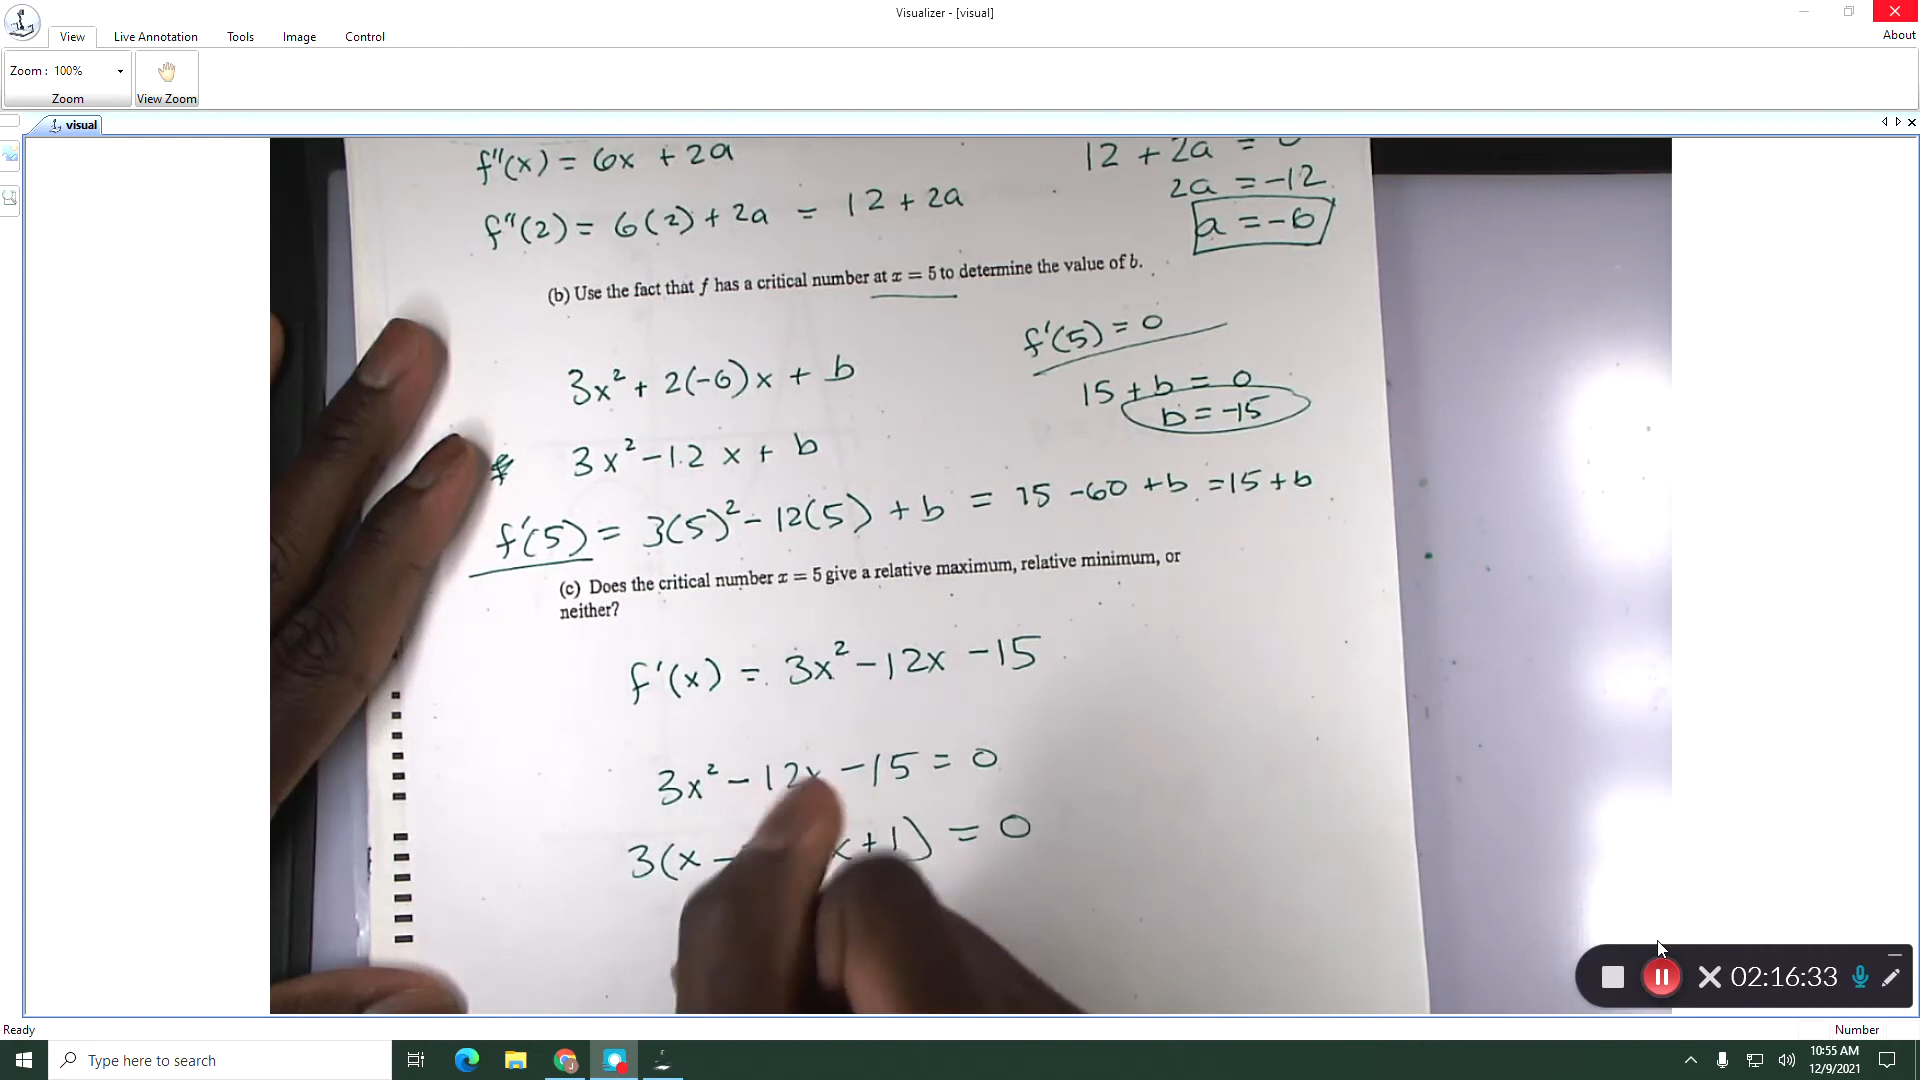 Visualizer - [visual]
View Live Annotation Tools Image Control
About
Zoom : 100%
Zoom
View Zoom
visual
f''(x) = 6x + 2a
12 + 2a =
2a = -12
f''(2) = 6(2) + 2a = 12 + 2a
a = -6
(b) Use the fact that f has a critical number at x = 5 to determine the value of b.
f'(5) = 0
3x² + 2(-6)x + b
15 + b = 0
b = -15
3x² - 12x + b
f'(5) = 3(5)² - 12(5) + b = 75 - 60 + b = 15 + b
(c) Does the critical number x = 5 give a relative maximum, relative minimum, or
neither?
f'(x) = 3x² - 12x - 15
3x² - 12x - 15 = 0
3(x - x + 1) = 0
02:16:33
Ready
Number
Type here to search
10:55 AM
12/9/2021